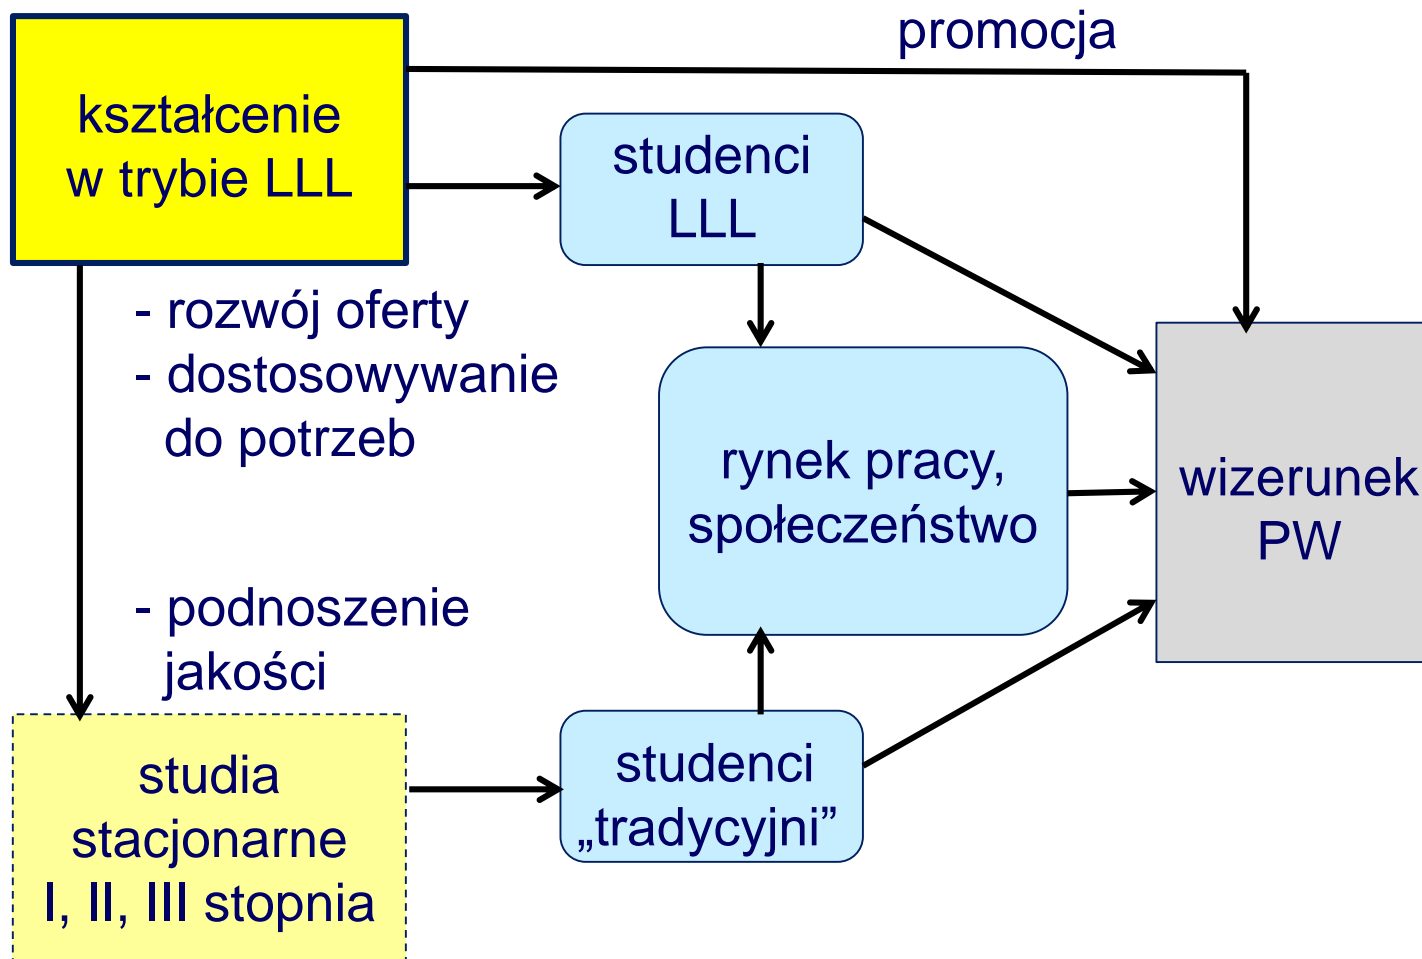 promocja
kształcenie
w trybie LLL
studenci
LLL
- rozwój oferty
- dostosowywanie
do potrzeb
rynek pracy,
społeczeństwo
wizerunek
PW
- podnoszenie
jakości
studia
stacjonarne
I, II, III stopnia
studenci
„tradycyjni”